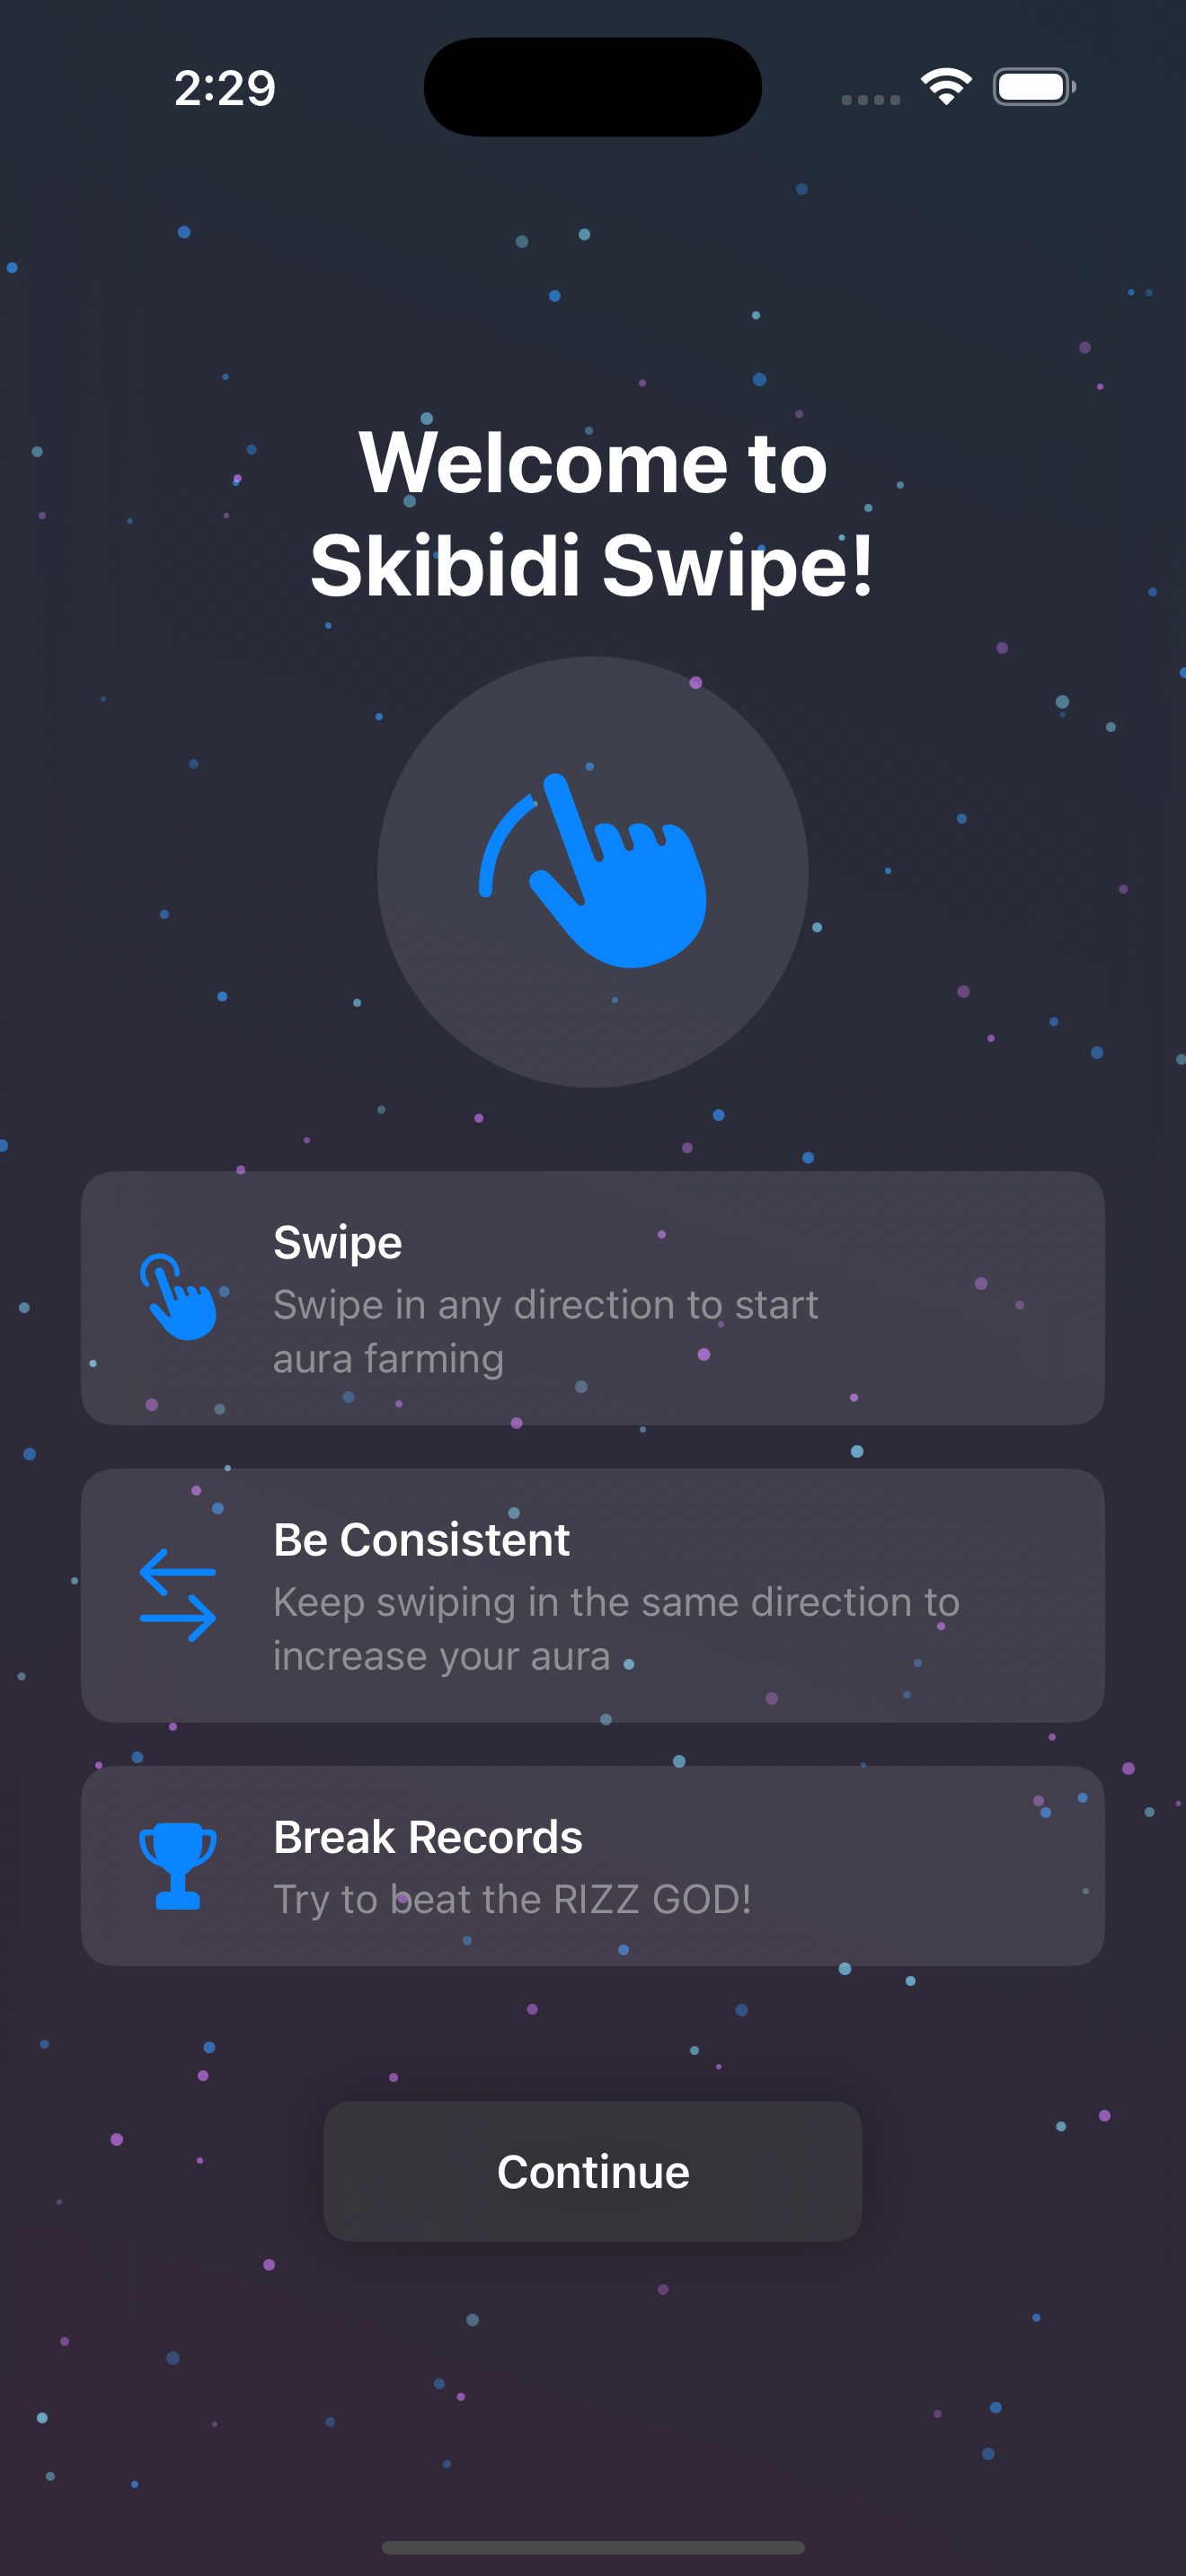 2:29
Welcome to
Skibidi Swipe!
Swipe
Swipe in any direction to start
aura farming
Be Consistent
Keep swiping in the same direction to
increase your aura
Break Records
Try to beat the RIZZ GOD!
Continue